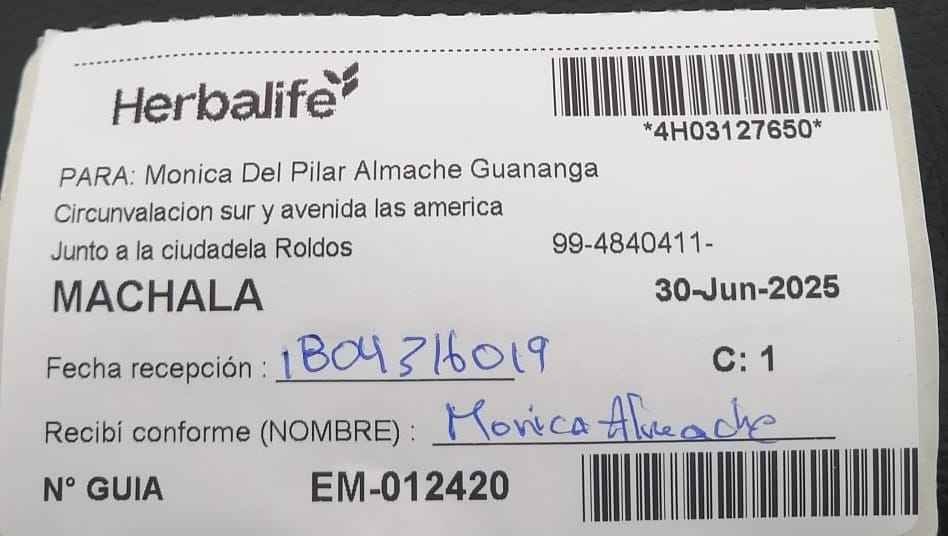 Herbalife
*4H03127650*
PARA: Monica Del Pilar Almache Guananga
Circunvalacion sur y avenida las america
Junto a la ciudadela Roldos 99-4840411-
MACHALA 30-Jun-2025
Fecha recepción : 1804316019 C: 1
Recibí conforme (NOMBRE) : Monica Almache
N° GUIA EM-012420